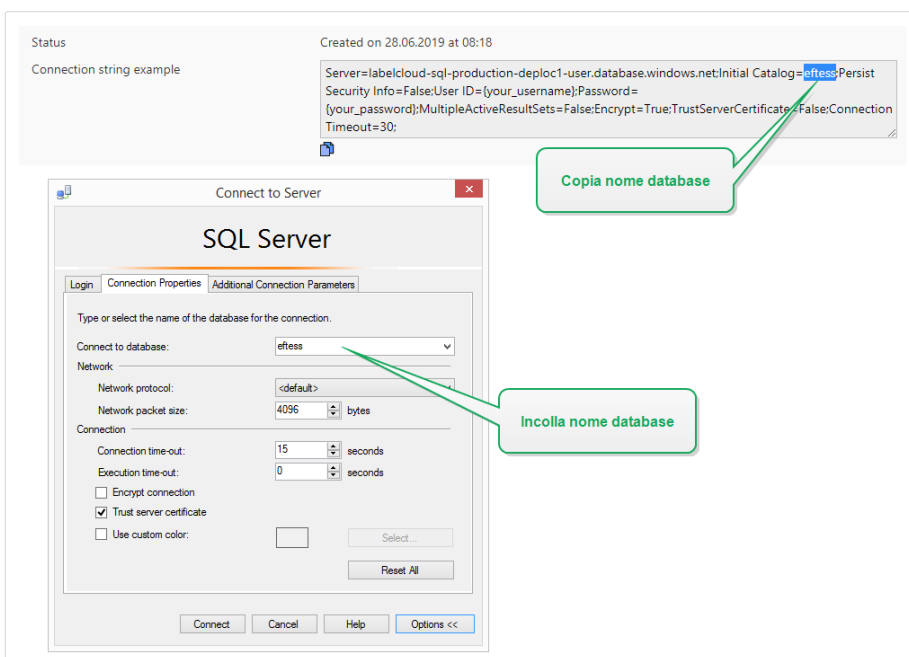 Status
Created on 28.06.2019 at 08:18
Connection string example
Server=labelcloud-sql-production-deploc1-user.database.windows.net;Initial Catalog=eftess;Persist
Security Info=False;User ID={your_username};Password=
{your_password};MultipleActiveResultSets=False;Encrypt=True;TrustServerCertificate=False;Connection
Timeout=30;
Copia nome database
Connect to Server
SQL Server
Login
Connection Properties
Additional Connection Parameters
Type or select the name of the database for the connection.
Connect to database:
eftess
Network
Network protocol:
<default>
Network packet size:
4096
bytes
Incolla nome database
Connection
Connection time-out:
15
seconds
Execution time-out:
0
seconds
Encrypt connection
Trust server certificate
Use custom color:
Select...
Reset All
Connect
Cancel
Help
Options <<